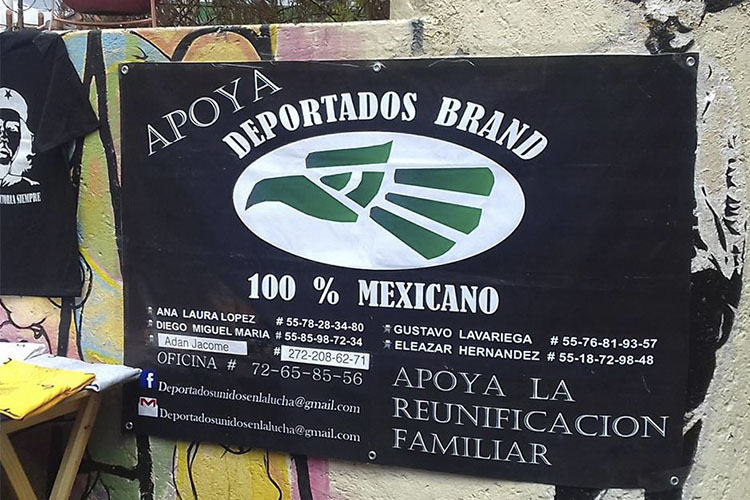 APOYA
DEPORTADOS BRAND
100 % MEXICANO
ANA LAURA LOPEZ # 55-78-28-34-80
DIEGO MIGUEL MARIA # 55-85-98-72-34
Adan Jacome # 272-208-62-71
OFICINA # 72-65-85-56
GUSTAVO LAVARIEGA # 55-76-81-93-57
ELEAZAR HERNANDEZ # 55-18-72-98-48
f Deportadosunidosenlalucha@gmail.com
Deportadosunidosenlalucha@gmail.com
APOYA LA
REUNIFICACION
FAMILIAR
SIEMPRE